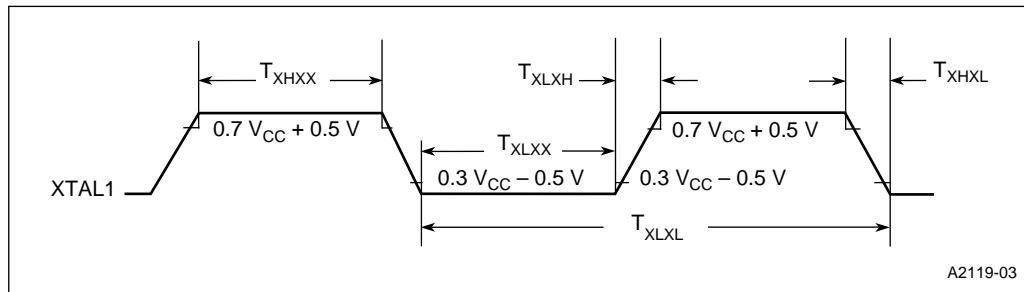 T_XHXX
T_XLXH
T_XHXL
0.7 V_CC + 0.5 V
0.7 V_CC + 0.5 V
T_XLXX
XTAL1
0.3 V_CC – 0.5 V
0.3 V_CC – 0.5 V
T_XLXL
A2119-03